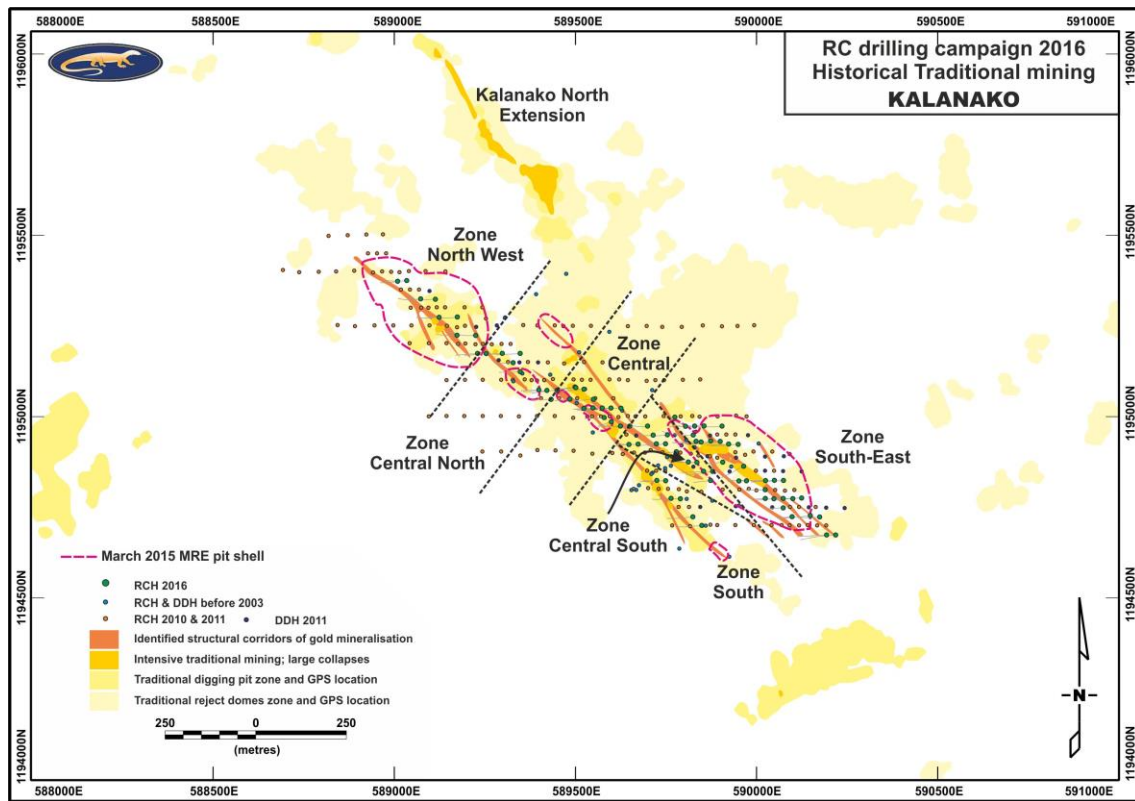 588000E 588500E 589000E 589500E 590000E 590500E 591000E
RC drilling campaign 2016
Historical Traditional mining
KALANAKO
1196000N
1196000N
Kalanako North
Extension
1195500N
1195500N
Zone
North West
Zone
Central
1195000N
1195000N
Zone
Central North
Zone
South-East
Zone
Central South
Zone
South
1194500N
1194500N
March 2015 MRE pit shell
RCH 2016
RCH & DDH before 2003
RCH 2010 & 2011 DDH 2011
Identified structural corridors of gold mineralisation
Intensive traditional mining; large collapses
Traditional digging pit zone and GPS location
Traditional reject domes zone and GPS location
250 0 250
(metres)
N
1194000N
1194000N
588000E 588500E 589000E 589500E 590000E 590500E 591000E